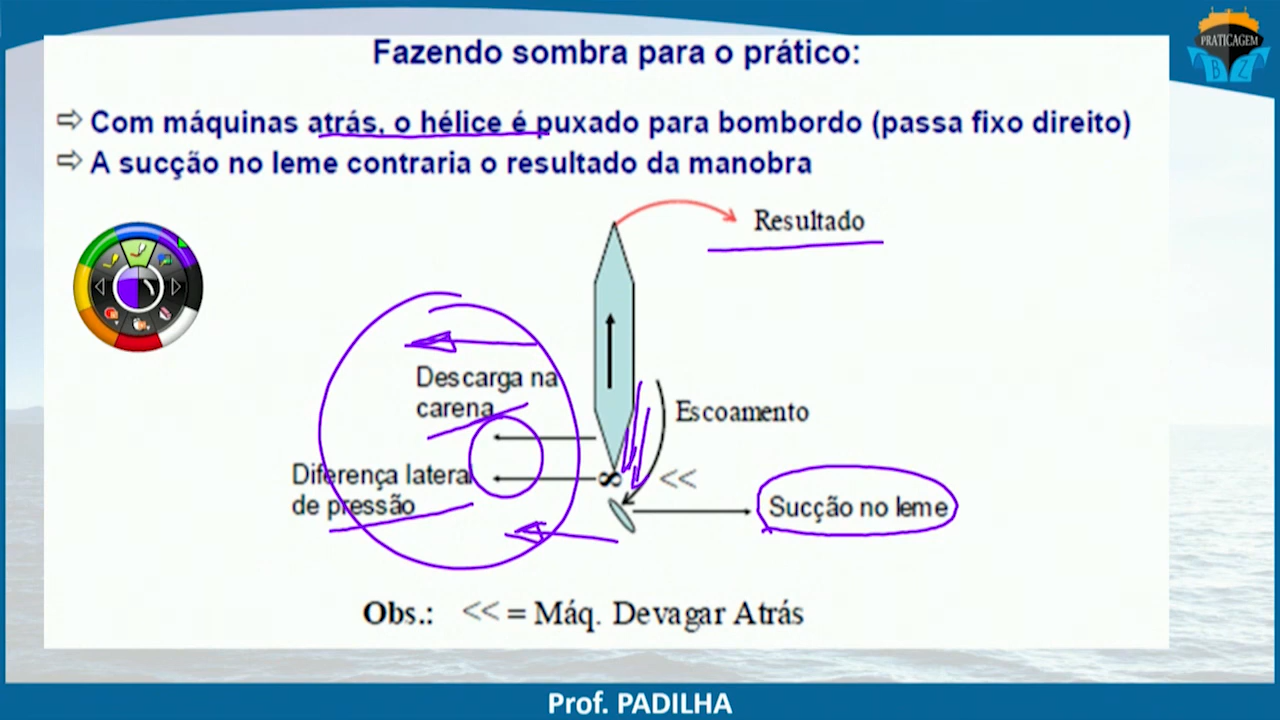 PRATICAGEM
B Z
Fazendo sombra para o prático:
⇨ Com máquinas atrás, o hélice é puxado para bombordo (passa fixo direito)
⇨ A sucção no leme contraria o resultado da manobra
Resultado
Descarga na
carena
Escoamento
Diferença lateral
de pressão
<<
Sucção no leme
Obs.: << = Máq. Devagar Atrás
Prof. PADILHA